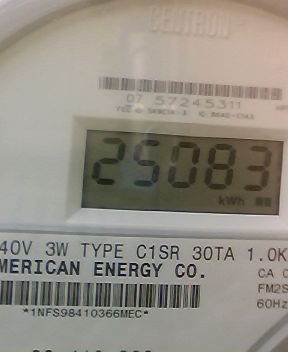 CENTRON
07 57245311
25083
kWh
40V 3W TYPE C1SR 30TA 1.0K
MERICAN ENERGY CO.
CA 0
FM2S
60Hz
*1NFS98410366MEC*